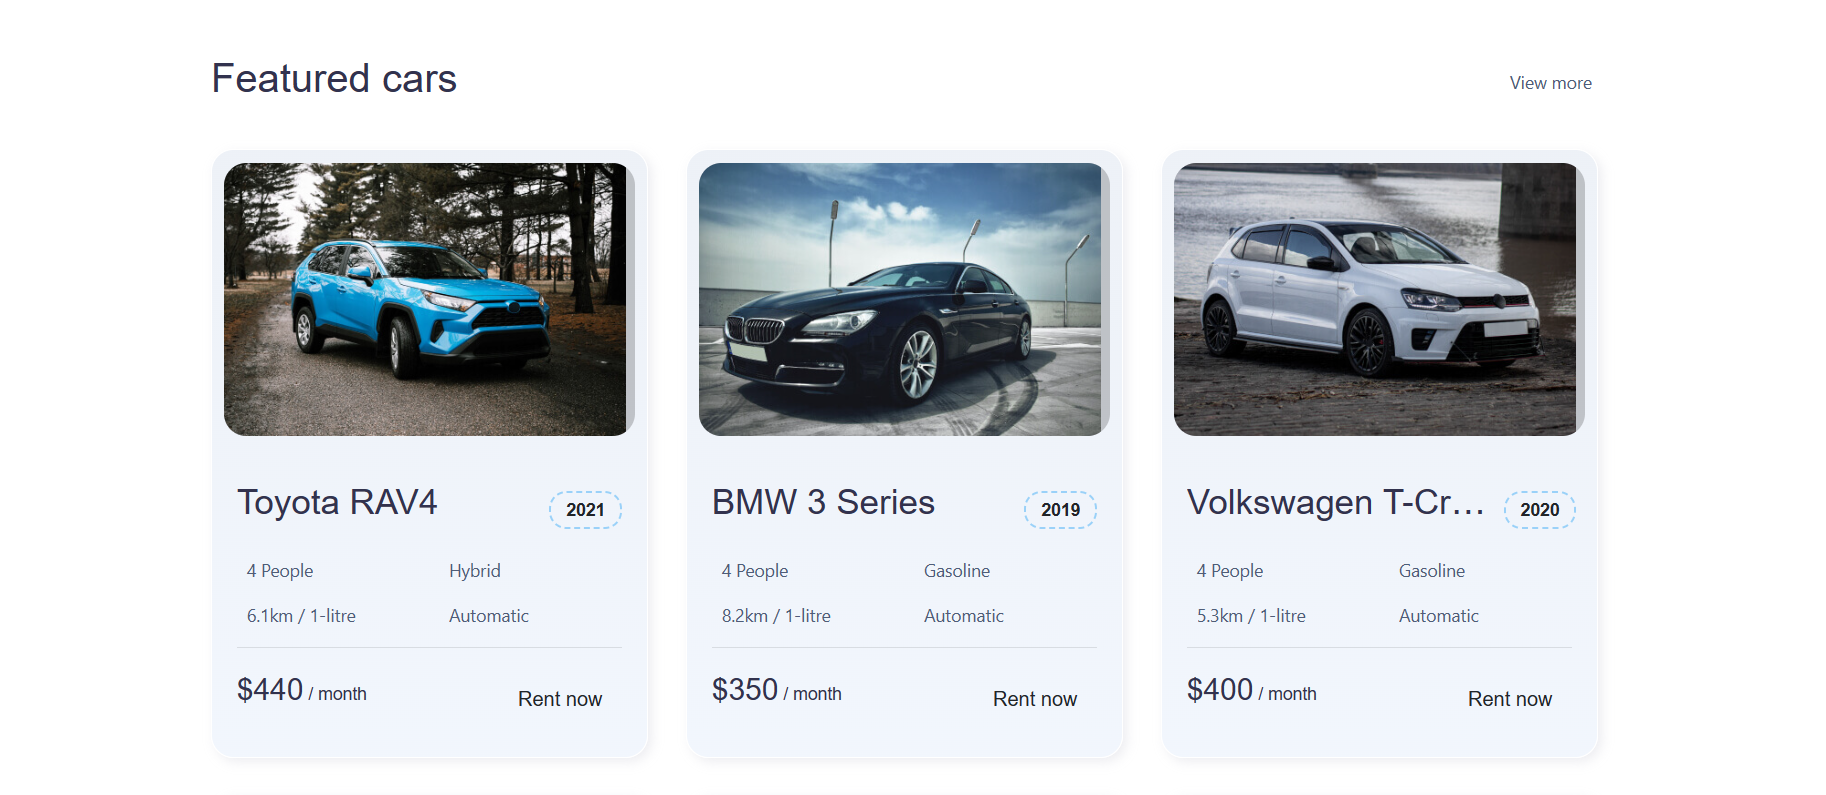 Featured cars
View more
Toyota RAV4
2021
4 People
Hybrid
6.1km / 1-litre
Automatic
$440 / month
Rent now
BMW 3 Series
2019
4 People
Gasoline
8.2km / 1-litre
Automatic
$350 / month
Rent now
Volkswagen T-Cr…
2020
4 People
Gasoline
5.3km / 1-litre
Automatic
$400 / month
Rent now